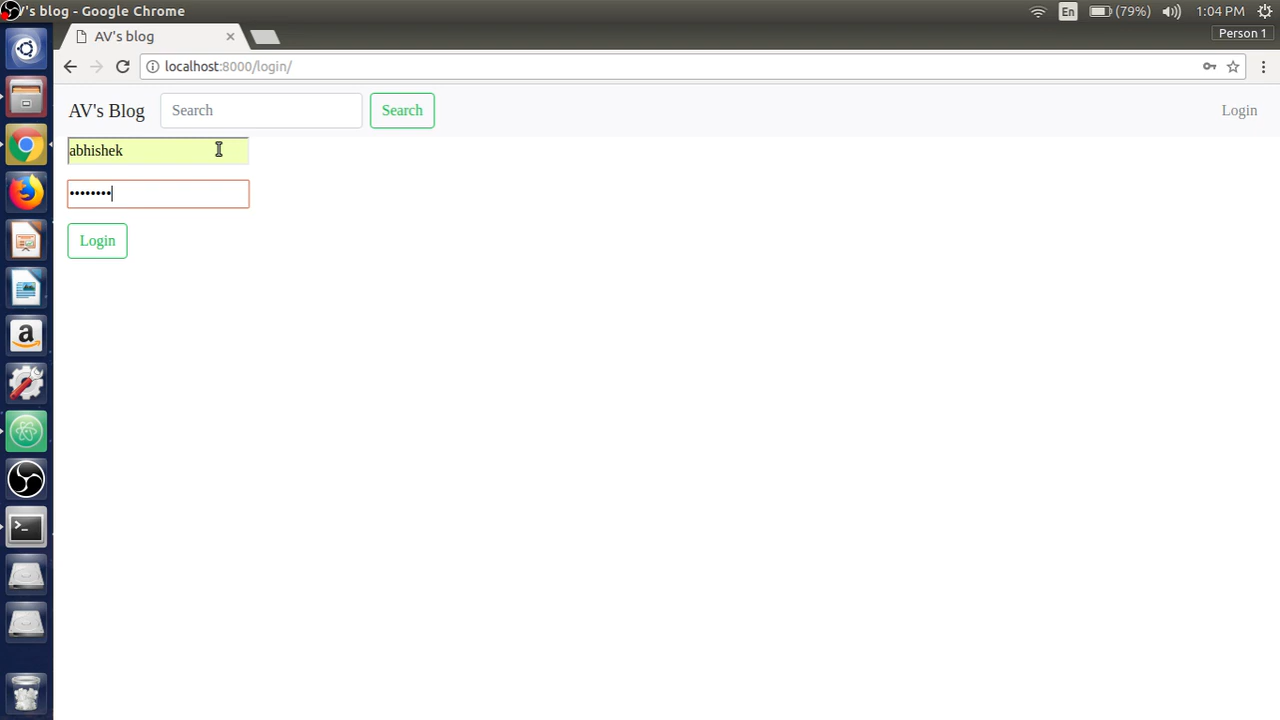 V's blog - Google Chrome
En
(79%)
1:04 PM
AV's blog
Person 1
localhost:8000/login/
AV's Blog
Search
Search
Login
abhishek
••••••••
Login